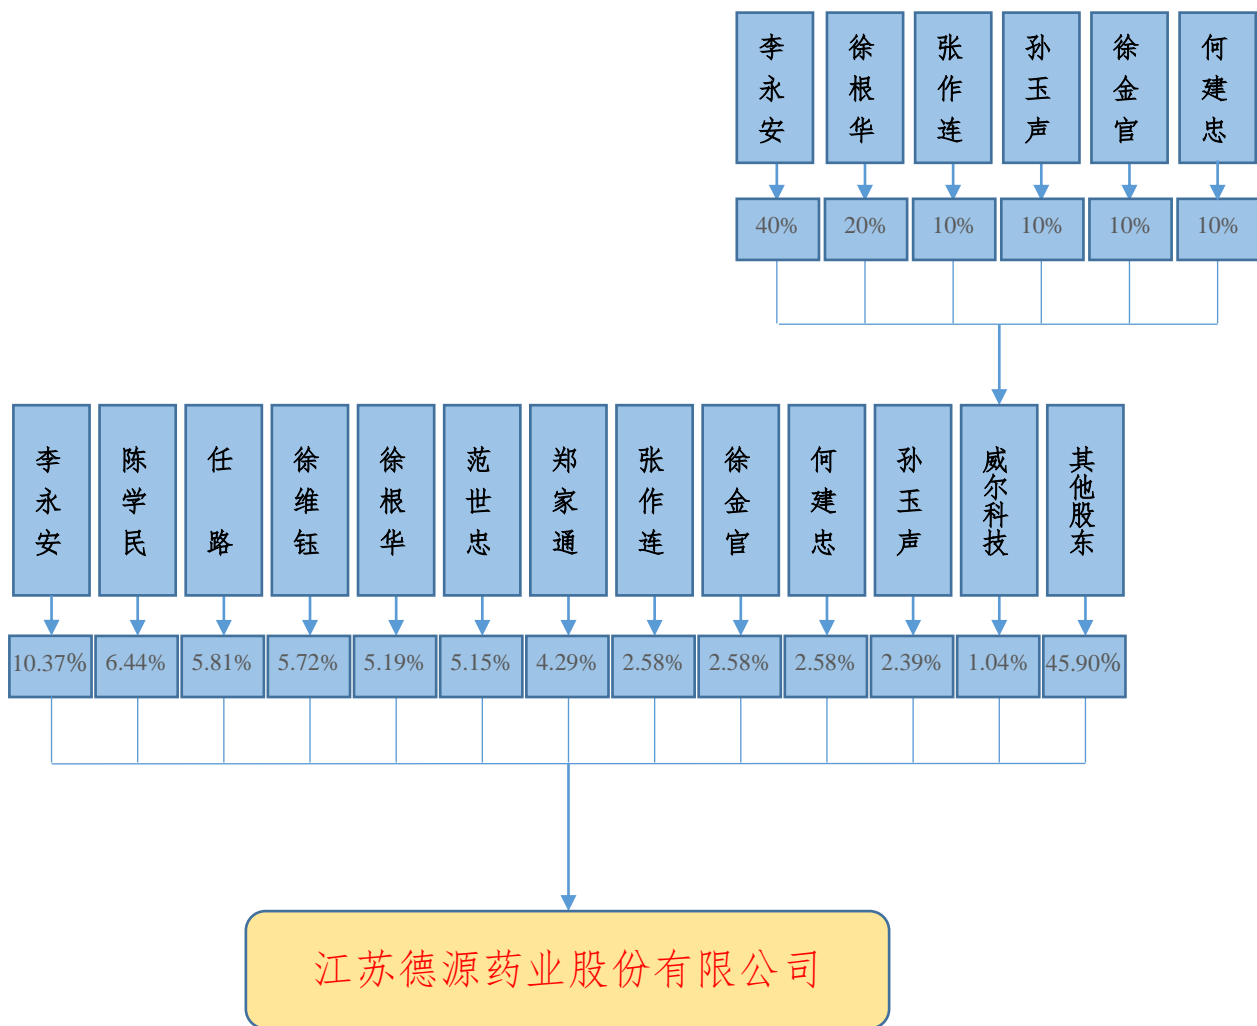 李永安
徐根华
张作连
孙玉声
徐金官
何建忠
40%
20%
10%
10%
10%
10%
李永安
陈学民
任路
徐维钰
徐根华
范世忠
郑家通
张作连
徐金官
何建忠
孙玉声
威尔科技
其他股东
10.37%
6.44%
5.81%
5.72%
5.19%
5.15%
4.29%
2.58%
2.58%
2.58%
2.39%
1.04%
45.90%
江苏德源药业股份有限公司